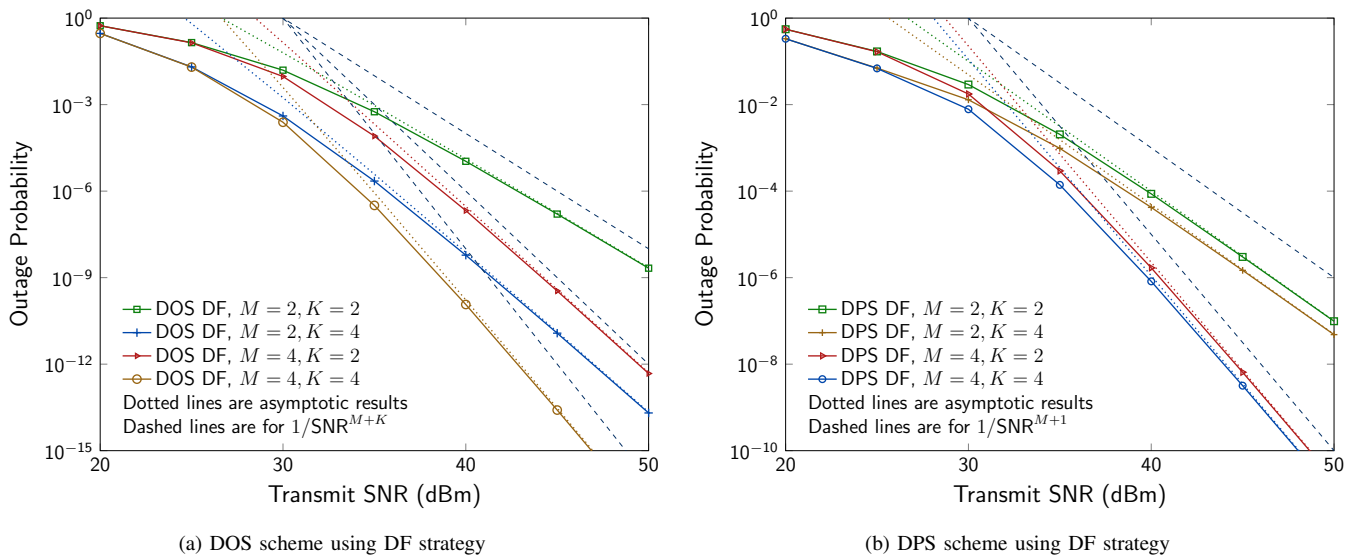 10^0
10^−3
10^−6
10^−9
10^−12
10^−15
Outage Probability
DOS DF, M = 2, K = 2
DOS DF, M = 2, K = 4
DOS DF, M = 4, K = 2
DOS DF, M = 4, K = 4
Dotted lines are asymptotic results
Dashed lines are for 1/SNR^{M+K}
20 30 40 50
Transmit SNR (dBm)
(a) DOS scheme using DF strategy
10^0
10^−2
10^−4
10^−6
10^−8
10^−10
Outage Probability
DPS DF, M = 2, K = 2
DPS DF, M = 2, K = 4
DPS DF, M = 4, K = 2
DPS DF, M = 4, K = 4
Dotted lines are asymptotic results
Dashed lines are for 1/SNR^{M+1}
20 30 40 50
Transmit SNR (dBm)
(b) DPS scheme using DF strategy